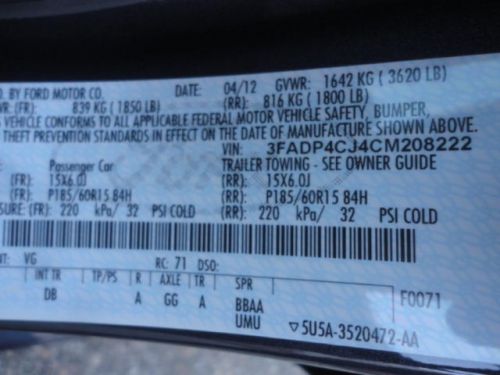 D. BY FORD MOTOR CO. DATE: 04/12 GVWR: 1642 KG ( 3620 LB)
WR: (FR) 839 KG ( 1850 LB) (RR): 816 KG ( 1800 LB)
S VEHICLE CONFORMS TO ALL APPLICABLE FEDERAL MOTOR VEHICLE SAFETY, BUMPER,
THEFT PREVENTION STANDARDS IN EFFECT ON THE DATE OF MANUFACTURE SHOWN ABOVE.
VIN: 3FADP4CJ4CM208222
Passenger Car TRAILER TOWING - SEE OWNER GUIDE
(FR) 15X6.0J (RR): 15X6.0J
(FR) P185/60R15 84H (RR): P185/60R15 84H
SURE: (FR) 220 kPa/ 32 PSI COLD (RR) 220 kPa/ 32 PSI COLD
NT: VG RC: 71 DSO:
INT TR TP/PS R AXLE TR SPR F0071
DB A GG A BBAA
UMU ▽5U5A-3520472-AA